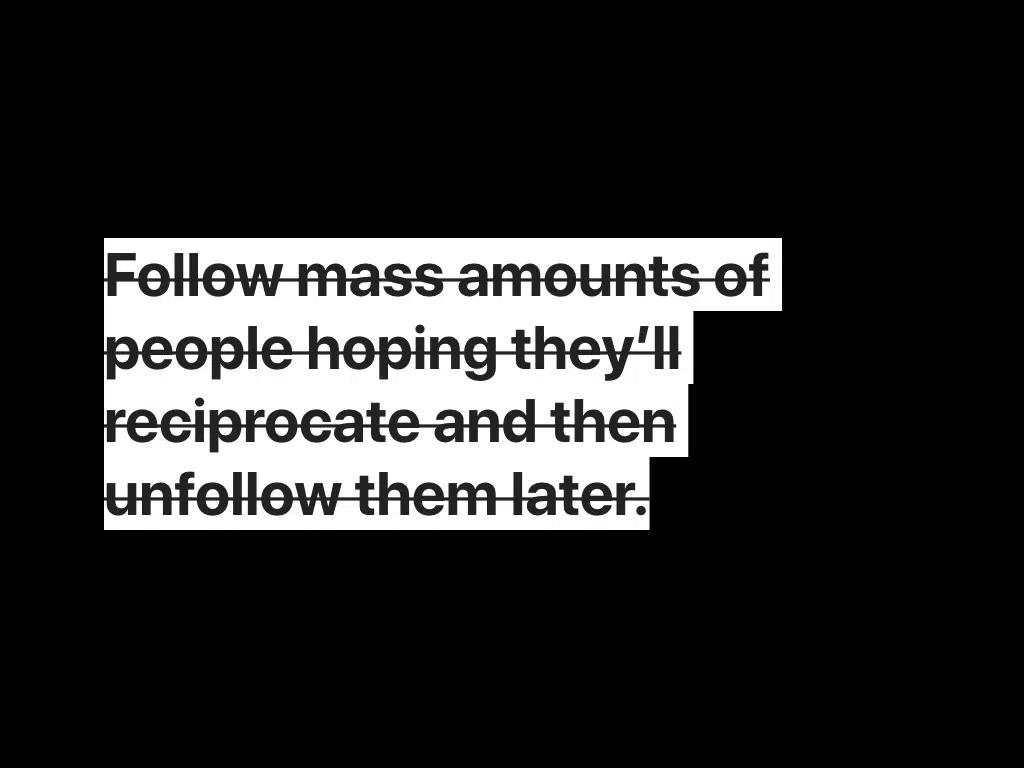 Follow mass amounts of
people hoping they’ll
reciprocate and then
unfollow them later.